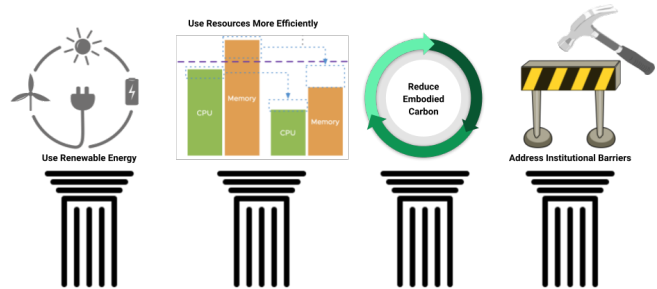 Use Resources More Efficiently
CPU
Memory
CPU
Memory
Reduce
Embodied
Carbon
Use Renewable Energy
Address Institutional Barriers